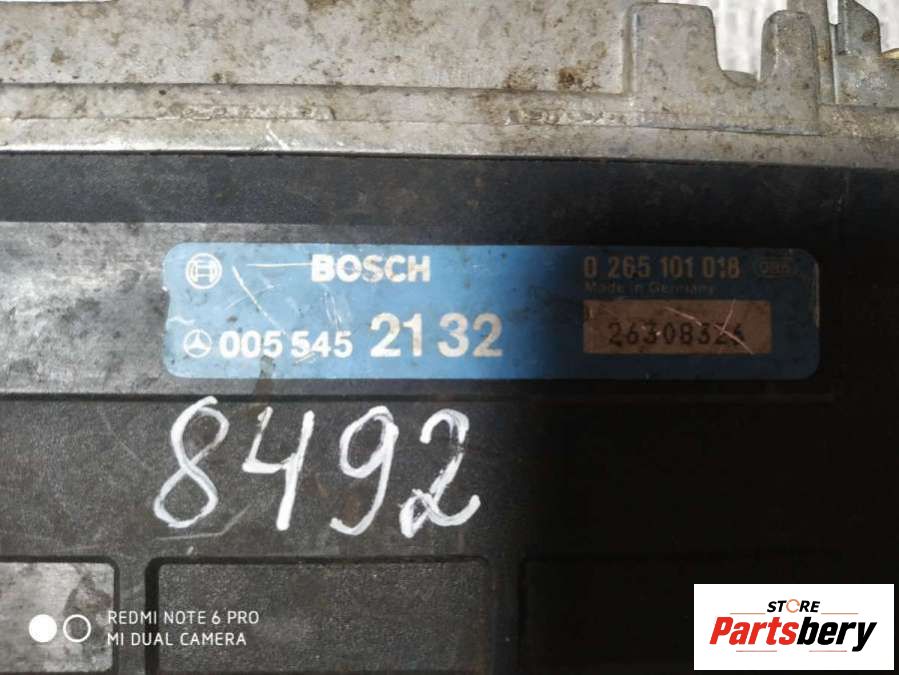 BOSCH
0 265 101 018
Made in Germany
005 545 21 32
26308326
8492
REDMI NOTE 6 PRO
MI DUAL CAMERA
STORE
Partsbery